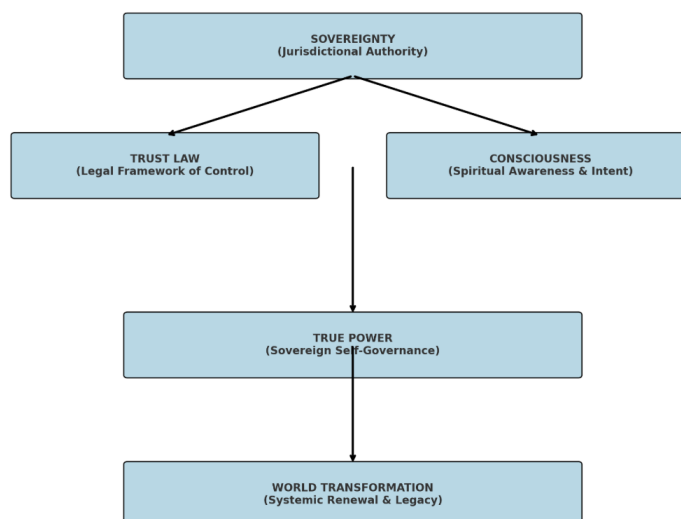 SOVEREIGNTY
(Jurisdictional Authority)
TRUST LAW
(Legal Framework of Control)
CONSCIOUSNESS
(Spiritual Awareness & Intent)
TRUE POWER
(Sovereign Self-Governance)
WORLD TRANSFORMATION
(Systemic Renewal & Legacy)